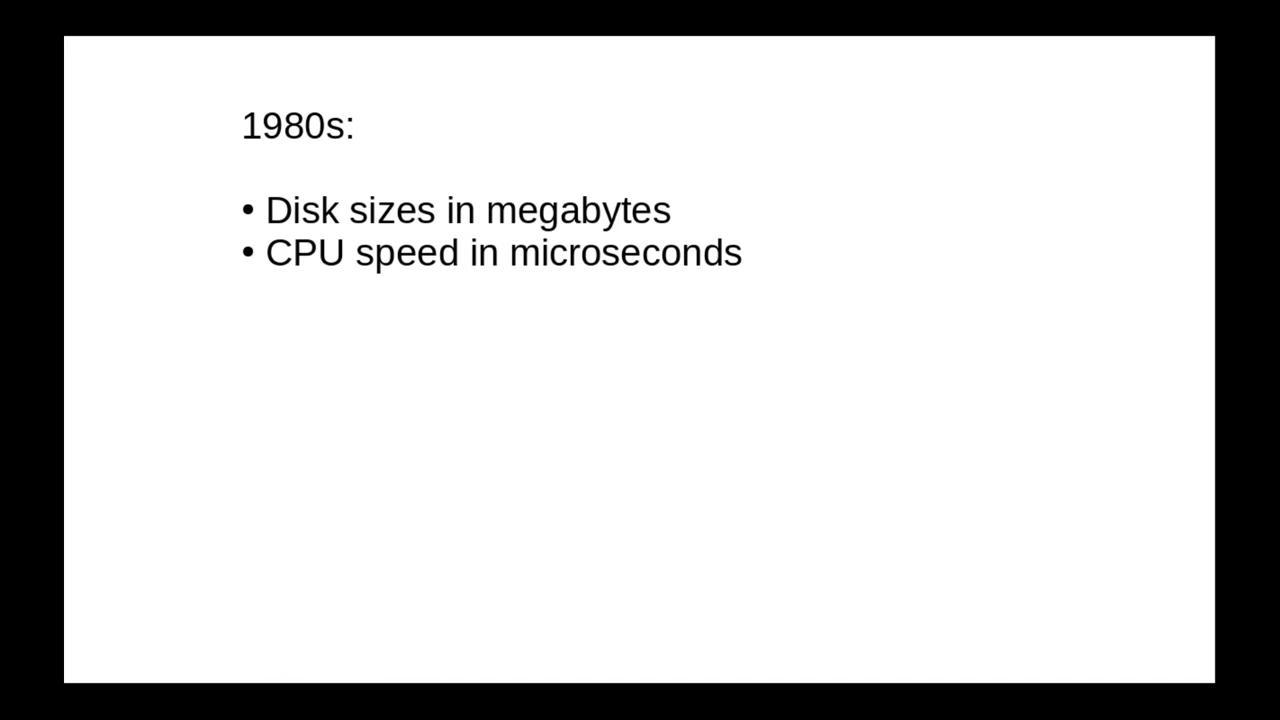 1980s:
• Disk sizes in megabytes
• CPU speed in microseconds